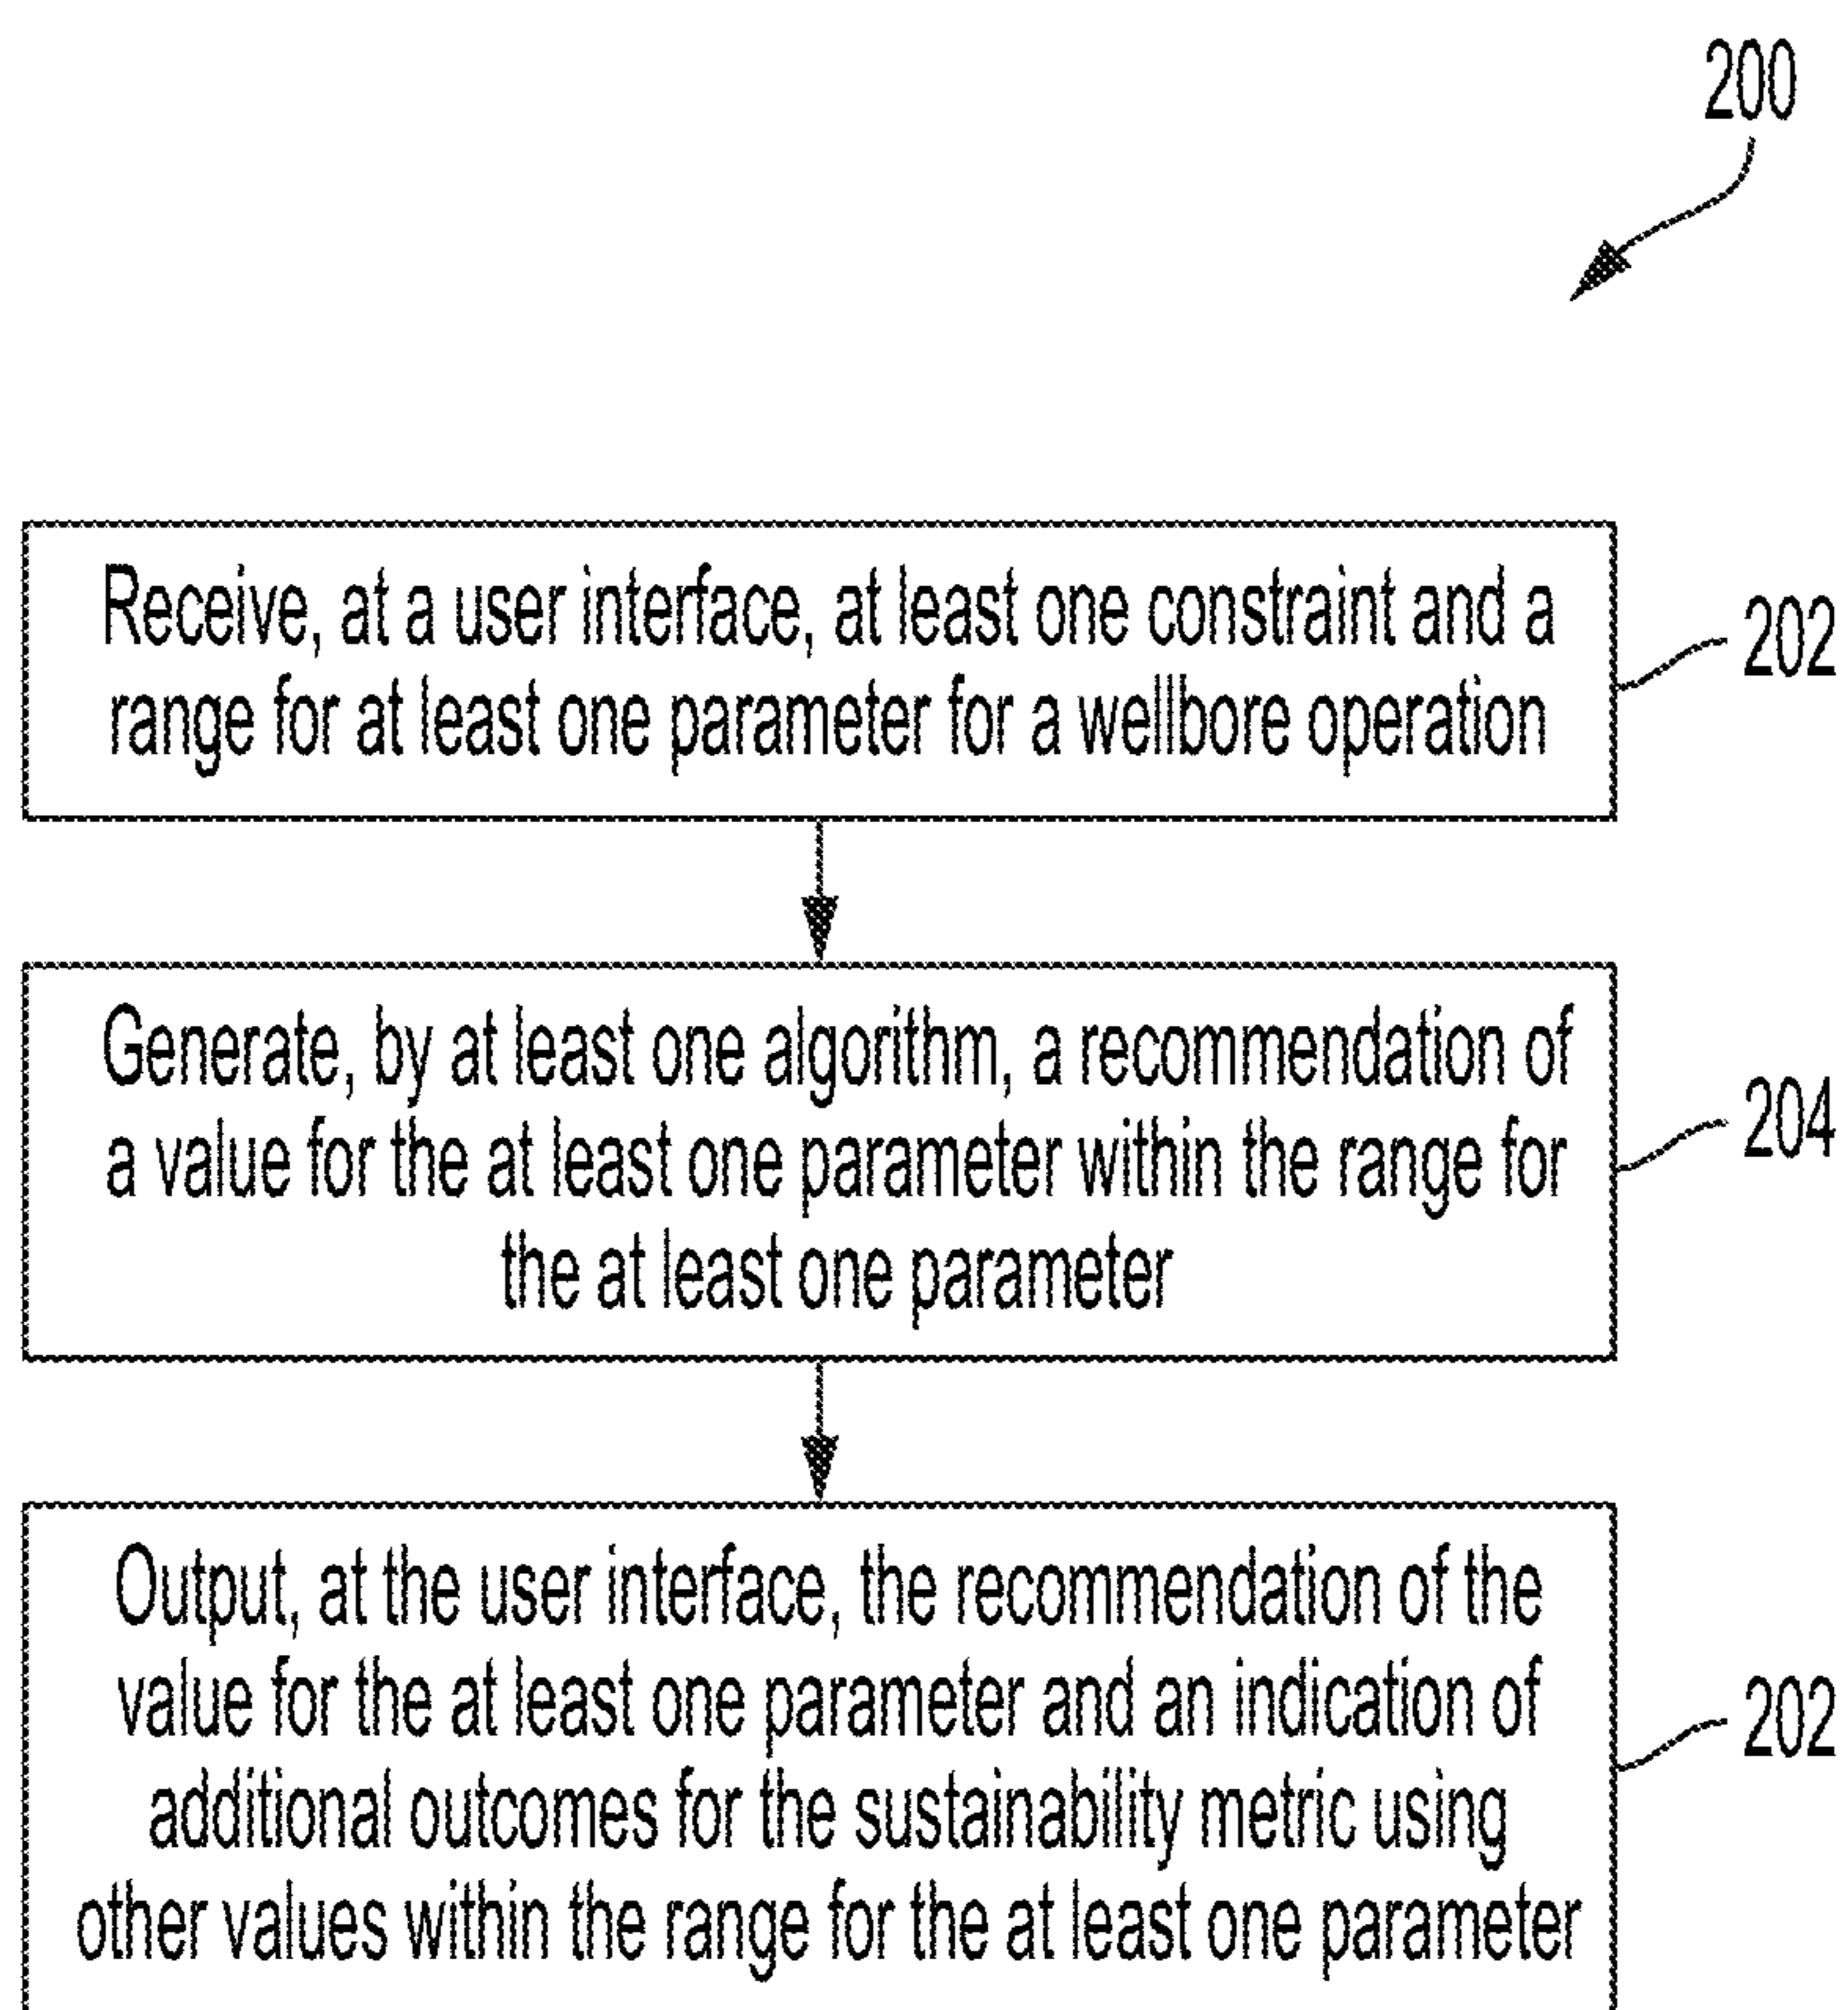 200
Receive, at a user interface, at least one constraint and a
range for at least one parameter for a wellbore operation
202
Generate, by at least one algorithm, a recommendation of
a value for the at least one parameter within the range for
the at least one parameter
204
Output, at the user interface, the recommendation of the
value for the at least one parameter and an indication of
additional outcomes for the sustainability metric using
other values within the range for the at least one parameter
202